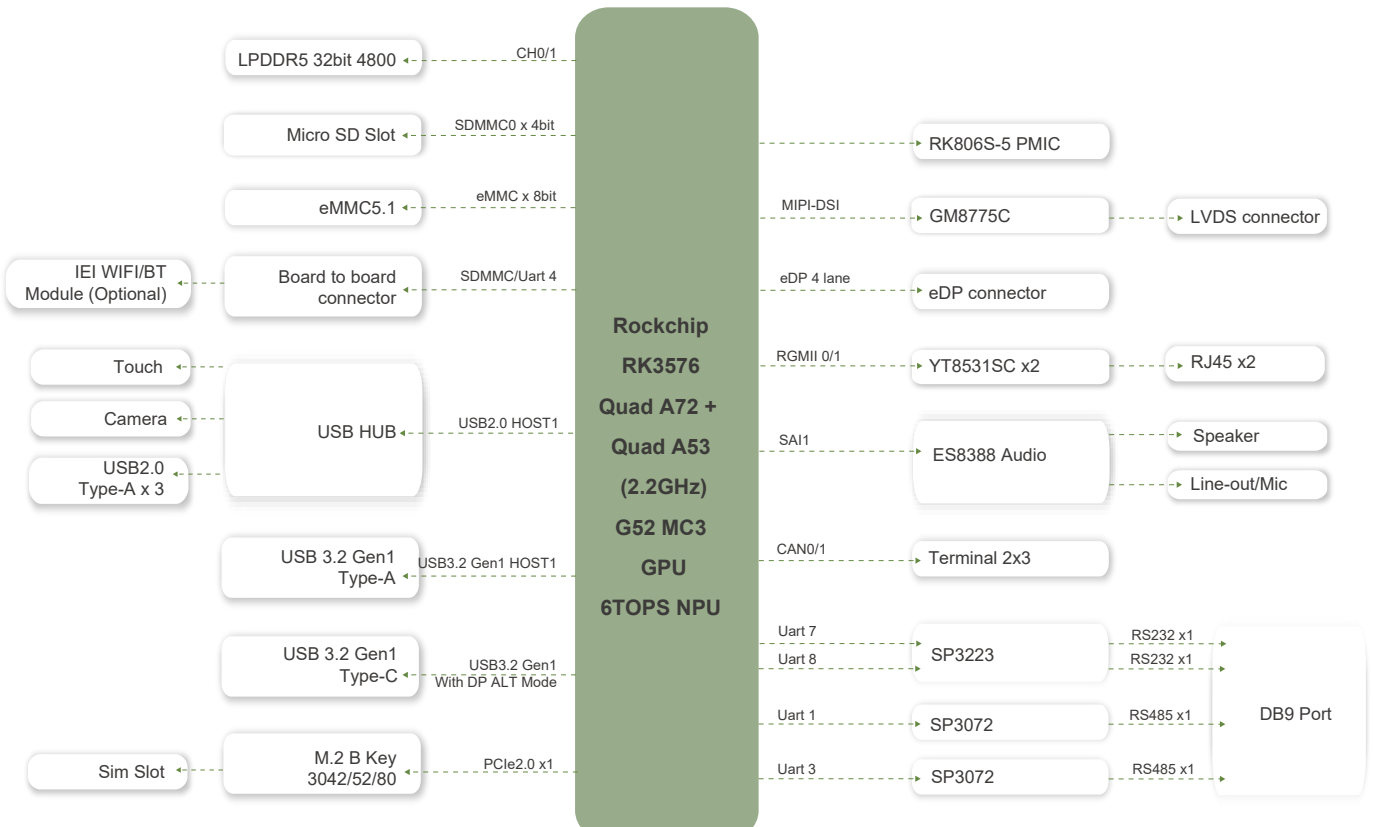 LPDDR5 32bit 4800
CH0/1
Micro SD Slot
SDMMC0 x 4bit
eMMC5.1
eMMC x 8bit
IEI WIFI/BT
Module (Optional)
Board to board
connector
SDMMC/Uart 4
Touch
Camera
USB2.0
Type-A x 3
USB HUB
USB2.0 HOST1
USB 3.2 Gen1
Type-A
USB3.2 Gen1 HOST1
USB 3.2 Gen1
Type-C
USB3.2 Gen1
With DP ALT Mode
Sim Slot
M.2 B Key
3042/52/80
PCIe2.0 x1
Rockchip
RK3576
Quad A72 +
Quad A53
(2.2GHz)
G52 MC3
GPU
6TOPS NPU
RK806S-5 PMIC
MIPI-DSI
GM8775C
LVDS connector
eDP 4 lane
eDP connector
RGMII 0/1
YT8531SC x2
RJ45 x2
SAI1
ES8388 Audio
Speaker
Line-out/Mic
CAN0/1
Terminal 2x3
Uart 7
Uart 8
SP3223
RS232 x1
RS232 x1
Uart 1
SP3072
RS485 x1
Uart 3
SP3072
RS485 x1
DB9 Port